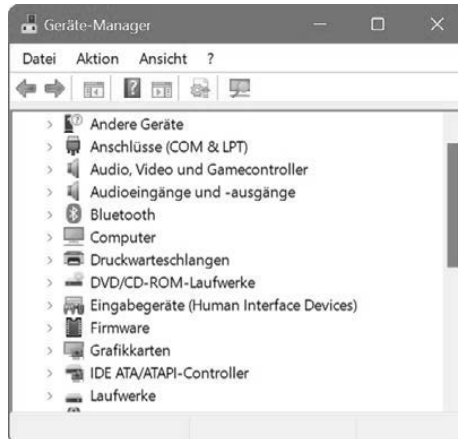 Geräte-Manager
Datei Aktion Ansicht ?
Andere Geräte
Anschlüsse (COM & LPT)
Audio, Video und Gamecontroller
Audioeingänge und -ausgänge
Bluetooth
Computer
Druckwarteschlangen
DVD/CD-ROM-Laufwerke
Eingabegeräte (Human Interface Devices)
Firmware
Grafikkarten
IDE ATA/ATAPI-Controller
Laufwerke